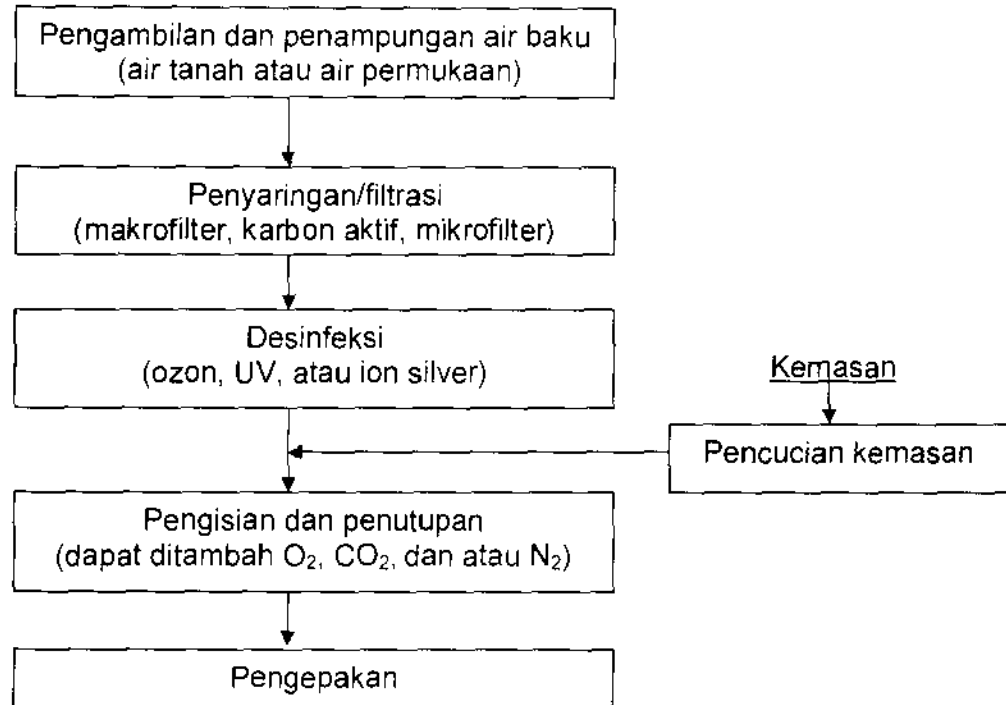 Pengambilan dan penampungan air baku
(air tanah atau air permukaan)
Penyaringan/filtrasi
(makrofilter, karbon aktif, mikrofilter)
Desinfeksi
(ozon, UV, atau ion silver)
Kemasan
Pencucian kemasan
Pengisian dan penutupan
(dapat ditambah O₂, CO₂, dan atau N₂)
Pengepakan